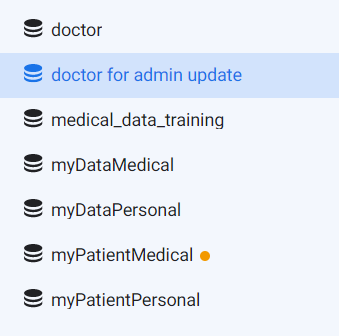 doctor
doctor for admin update
medical_data_training
myDataMedical
myDataPersonal
myPatientMedical
myPatientPersonal